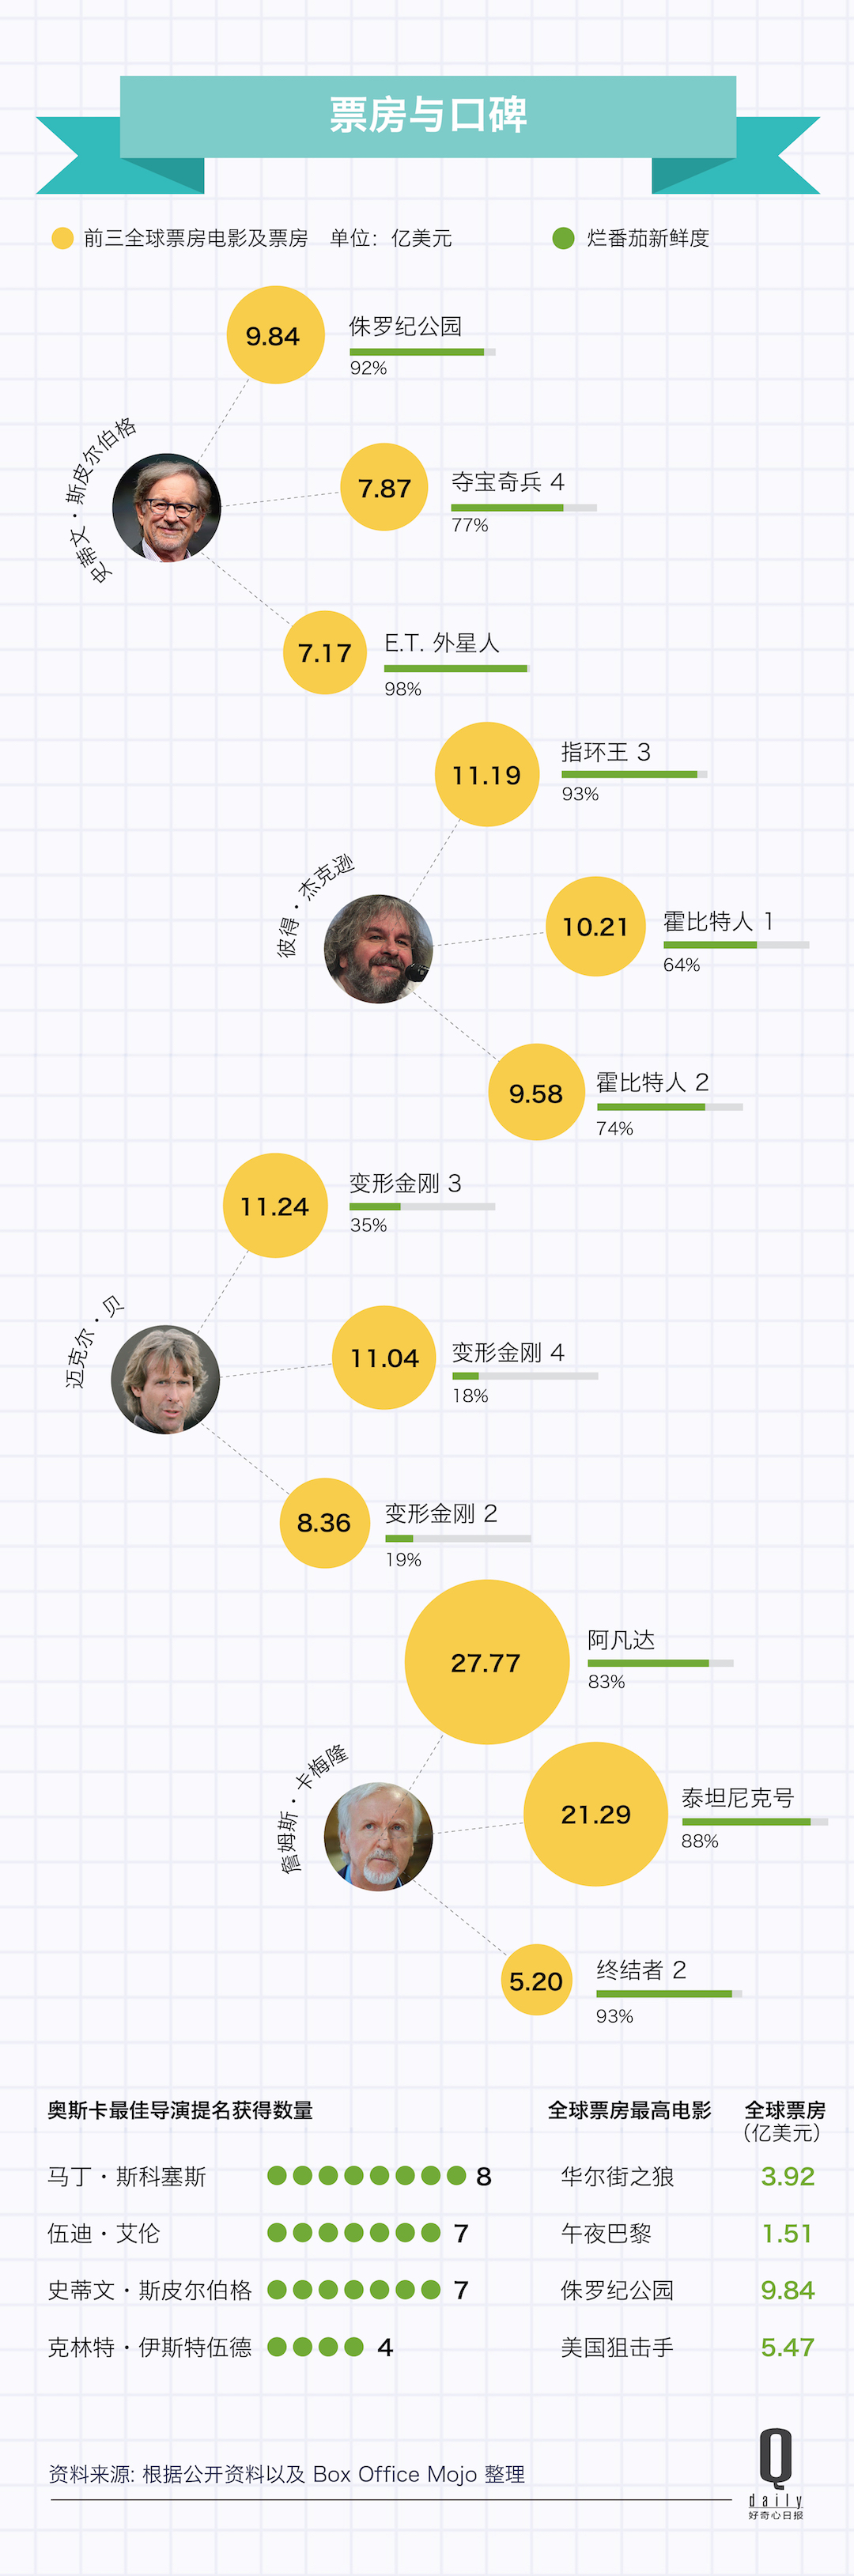 票房与口碑
前三全球票房电影及票房 单位：亿美元
烂番茄新鲜度
9.84
侏罗纪公园
92%
史蒂文·斯皮尔伯格
7.87
夺宝奇兵 4
77%
7.17
E.T. 外星人
98%
11.19
指环王 3
93%
彼得·杰克逊
10.21
霍比特人 1
64%
9.58
霍比特人 2
74%
11.24
变形金刚 3
35%
迈克尔·贝
11.04
变形金刚 4
18%
8.36
变形金刚 2
19%
27.77
阿凡达
83%
詹姆斯·卡梅隆
21.29
泰坦尼克号
88%
5.20
终结者 2
93%
奥斯卡最佳导演提名获得数量 全球票房最高电影 全球票房
（亿美元）
马丁·斯科塞斯 8 华尔街之狼 3.92
伍迪·艾伦 7 午夜巴黎 1.51
史蒂文·斯皮尔伯格 7 侏罗纪公园 9.84
克林特·伊斯特伍德 4 美国狙击手 5.47
资料来源: 根据公开资料以及 Box Office Mojo 整理
Q
daily
好奇心日报